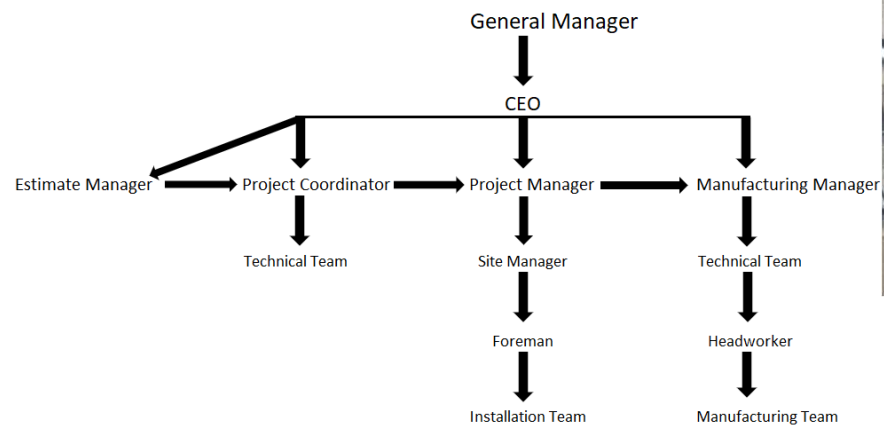 General Manager
CEO
Estimate Manager
Project Coordinator
Project Manager
Manufacturing Manager
Technical Team
Site Manager
Technical Team
Foreman
Headworker
Installation Team
Manufacturing Team